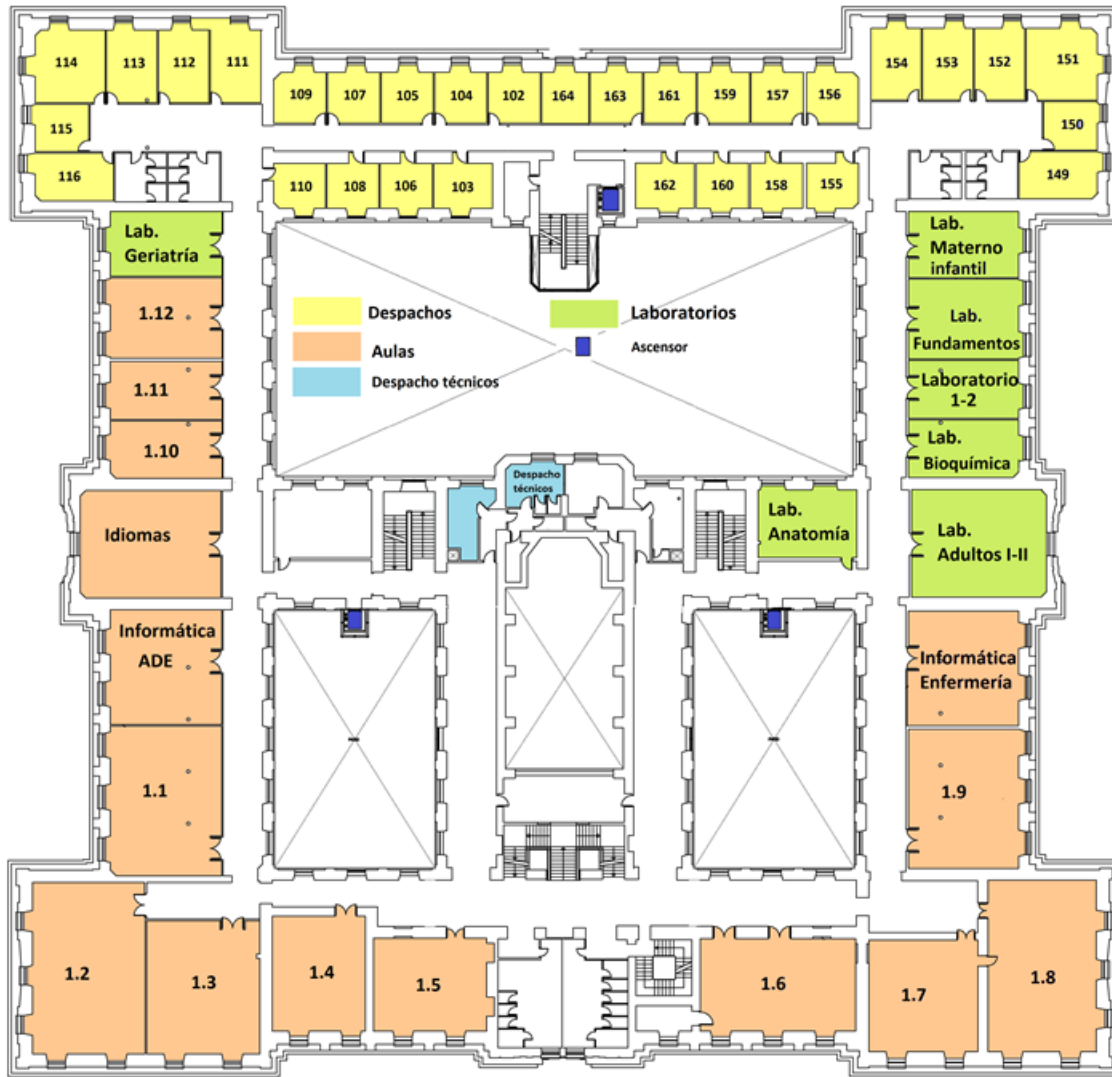 114
113
112
111
109
107
105
104
102
164
163
161
159
157
156
154
153
152
151
115
150
116
149
110
108
106
103
162
160
158
155
Lab.
Geriatría
Lab.
Materno
infantil
1.12
Lab.
Fundamentos
1.11
Laboratorio
1-2
1.10
Lab.
Bioquímica
Despachos
Laboratorios
Aulas
Ascensor
Despacho técnicos
Despacho
técnicos
Idiomas
Lab.
Anatomía
Lab.
Adultos I-II
Informática
ADE
Informática
Enfermería
1.1
1.9
1.2
1.3
1.4
1.5
1.6
1.7
1.8